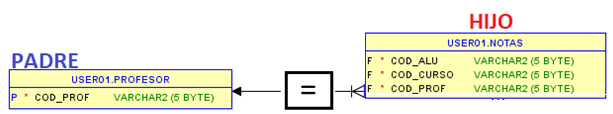 HIJO
PADRE
USER01.NOTAS
F * COD_ALU VARCHAR2 (5 BYTE)
F * COD_CURSO VARCHAR2 (5 BYTE)
F * COD_PROF VARCHAR2 (5 BYTE)
USER01.PROFESOR
P * COD_PROF VARCHAR2 (5 BYTE)
=